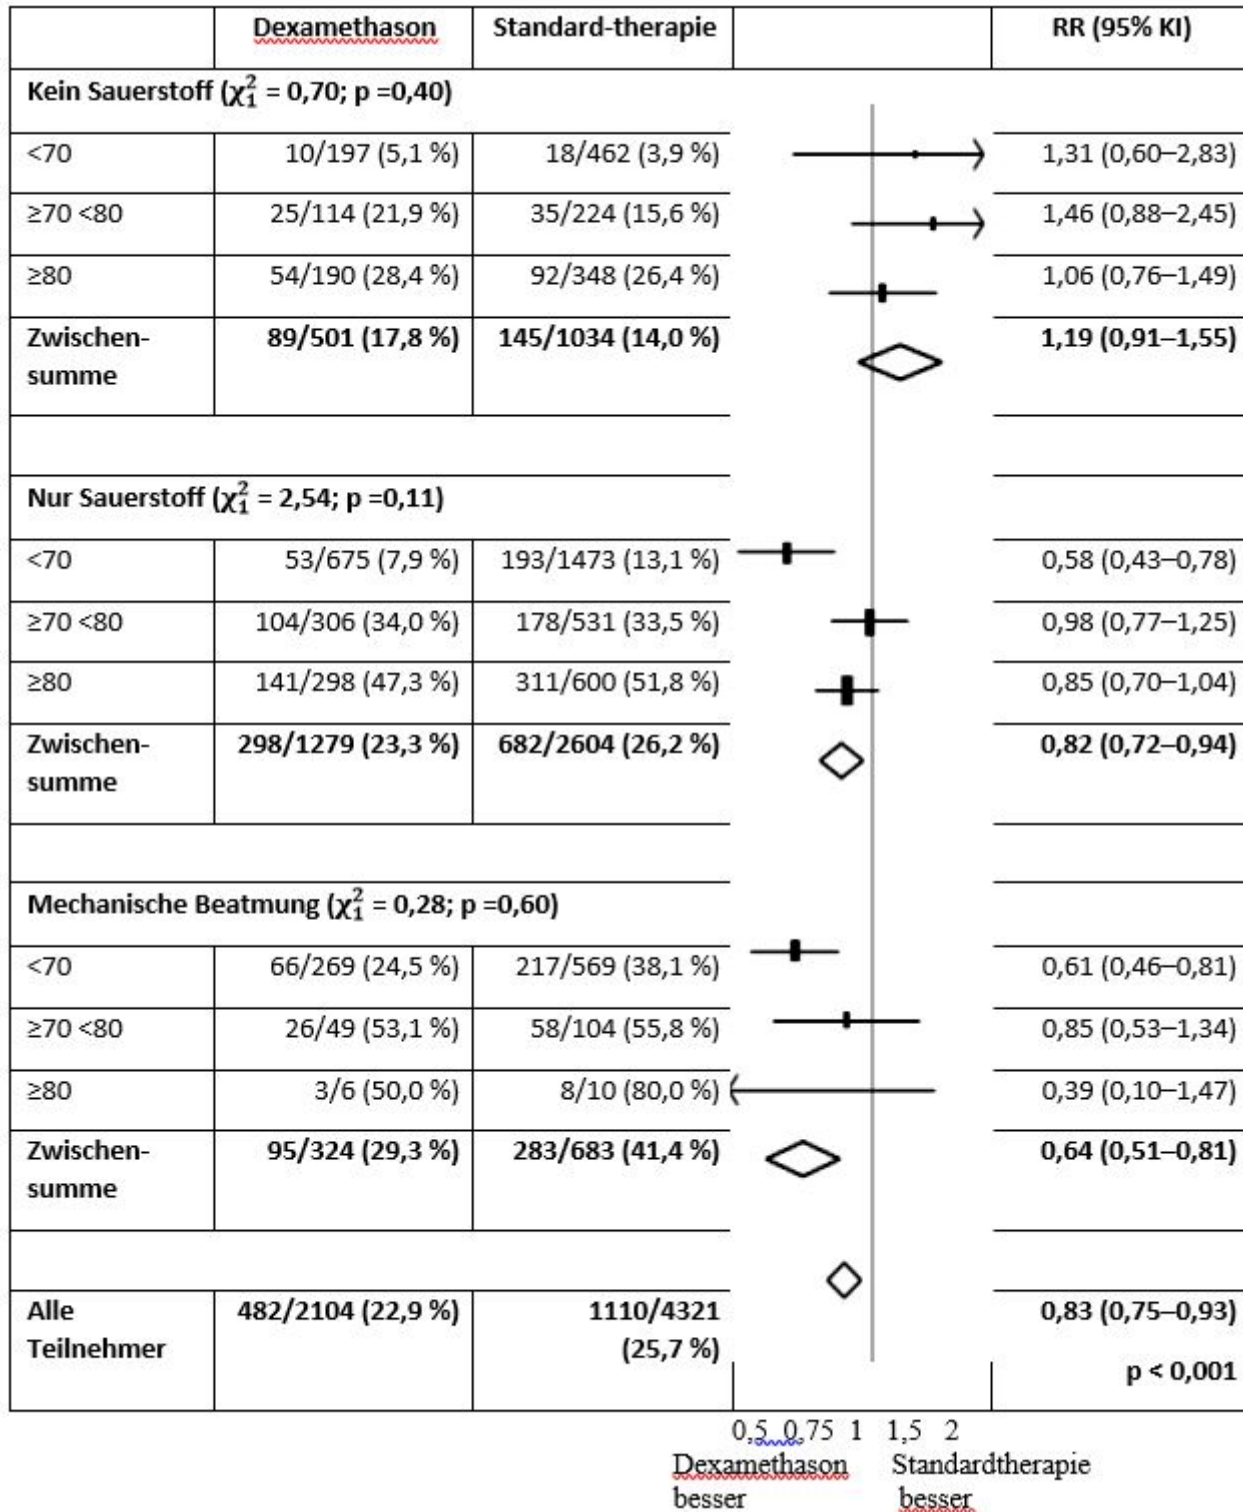 Dexamethason Standard-therapie RR (95% KI)
Kein Sauerstoff (χ²₁ = 0,70; p =0,40)
<70 10/197 (5,1 %) 18/462 (3,9 %) 1,31 (0,60–2,83)
≥70 <80 25/114 (21,9 %) 35/224 (15,6 %) 1,46 (0,88–2,45)
≥80 54/190 (28,4 %) 92/348 (26,4 %) 1,06 (0,76–1,49)
Zwischen- 89/501 (17,8 %) 145/1034 (14,0 %) 1,19 (0,91–1,55)
summe
Nur Sauerstoff (χ²₁ = 2,54; p =0,11)
<70 53/675 (7,9 %) 193/1473 (13,1 %) 0,58 (0,43–0,78)
≥70 <80 104/306 (34,0 %) 178/531 (33,5 %) 0,98 (0,77–1,25)
≥80 141/298 (47,3 %) 311/600 (51,8 %) 0,85 (0,70–1,04)
Zwischen- 298/1279 (23,3 %) 682/2604 (26,2 %) 0,82 (0,72–0,94)
summe
Mechanische Beatmung (χ²₁ = 0,28; p =0,60)
<70 66/269 (24,5 %) 217/569 (38,1 %) 0,61 (0,46–0,81)
≥70 <80 26/49 (53,1 %) 58/104 (55,8 %) 0,85 (0,53–1,34)
≥80 3/6 (50,0 %) 8/10 (80,0 %) 0,39 (0,10–1,47)
Zwischen- 95/324 (29,3 %) 283/683 (41,4 %) 0,64 (0,51–0,81)
summe
Alle 482/2104 (22,9 %) 1110/4321 0,83 (0,75–0,93)
Teilnehmer (25,7 %)
p < 0,001
0,5 0,75 1 1,5 2
Dexamethason Standardtherapie
besser besser